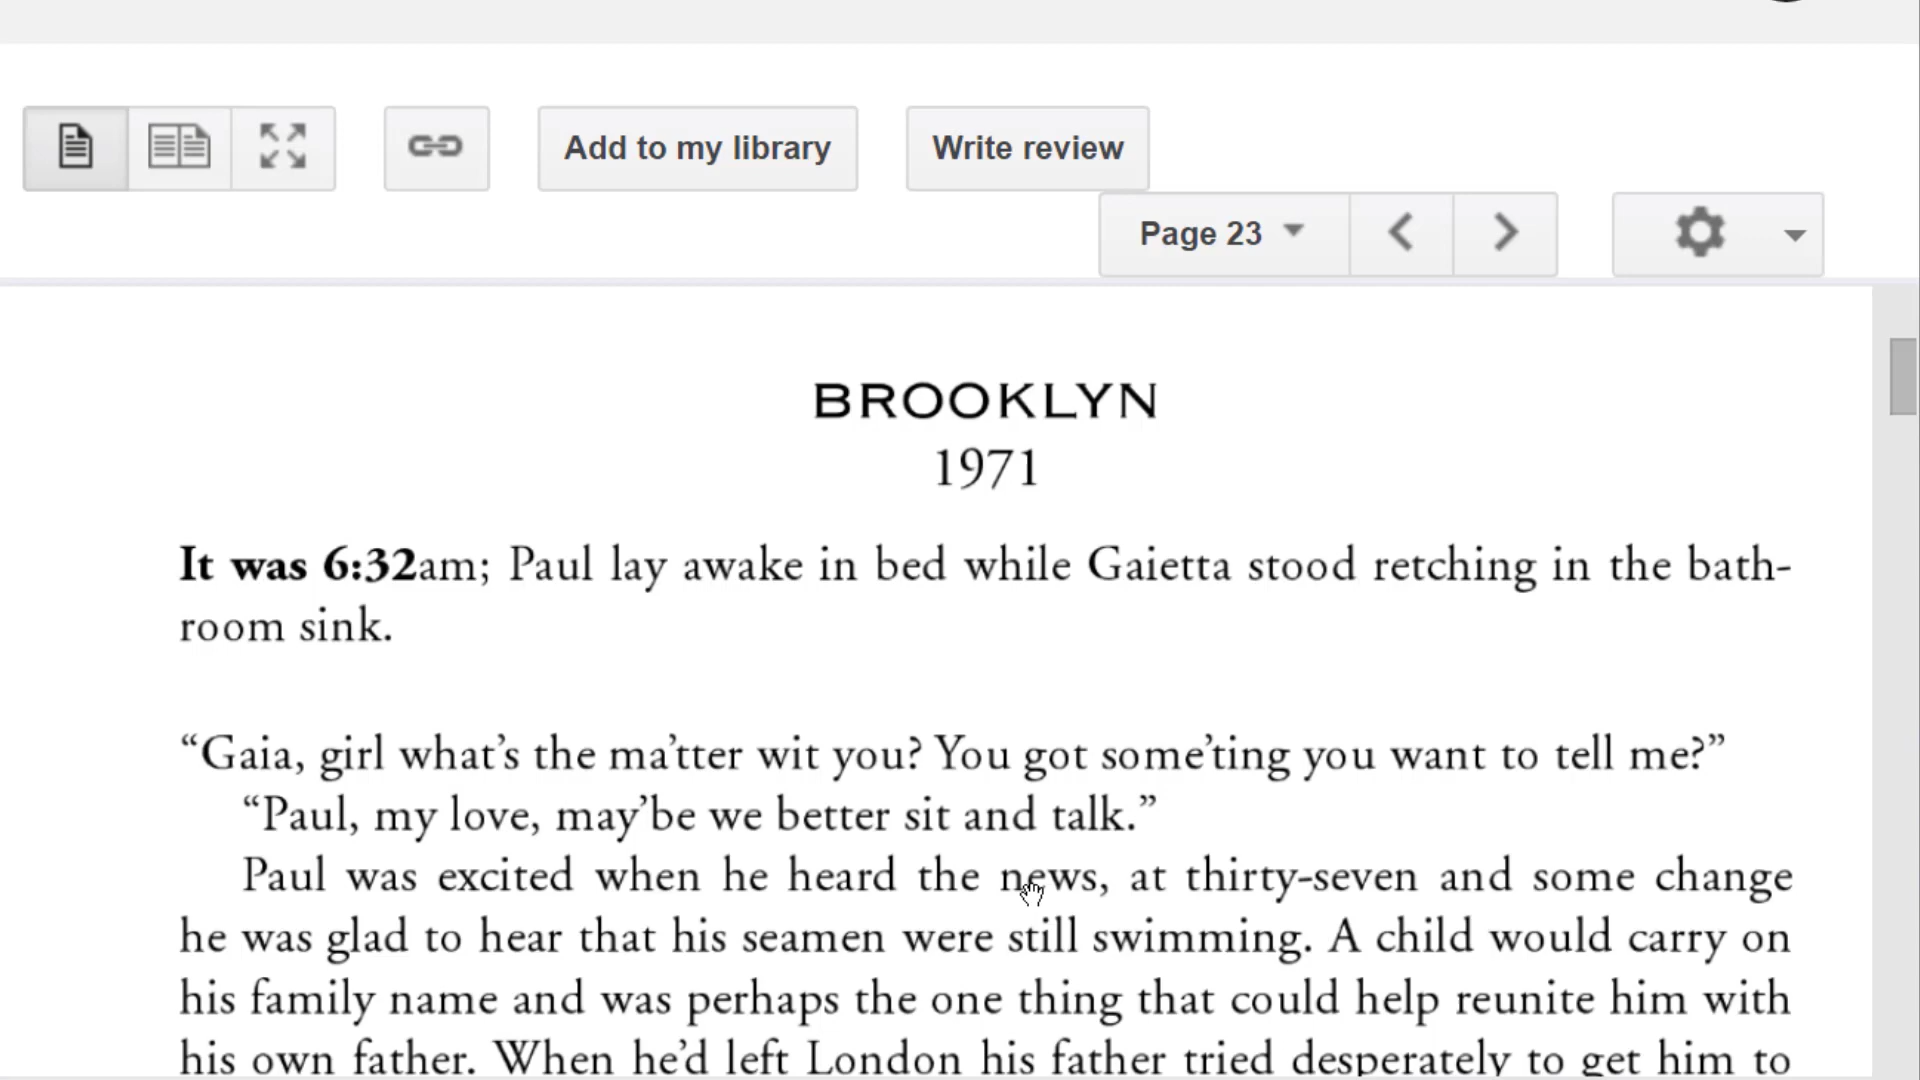 Add to my library
Write review
Page 23
BROOKLYN
1971
It was 6:32am; Paul lay awake in bed while Gaietta stood retching in the bath-
room sink.
“Gaia, girl what’s the ma’tter wit you? You got some’ting you want to tell me?”
“Paul, my love, may’be we better sit and talk.”
Paul was excited when he heard the news, at thirty-seven and some change
he was glad to hear that his seamen were still swimming. A child would carry on
his family name and was perhaps the one thing that could help reunite him with
his own father. When he’d left London his father tried desperately to get him to